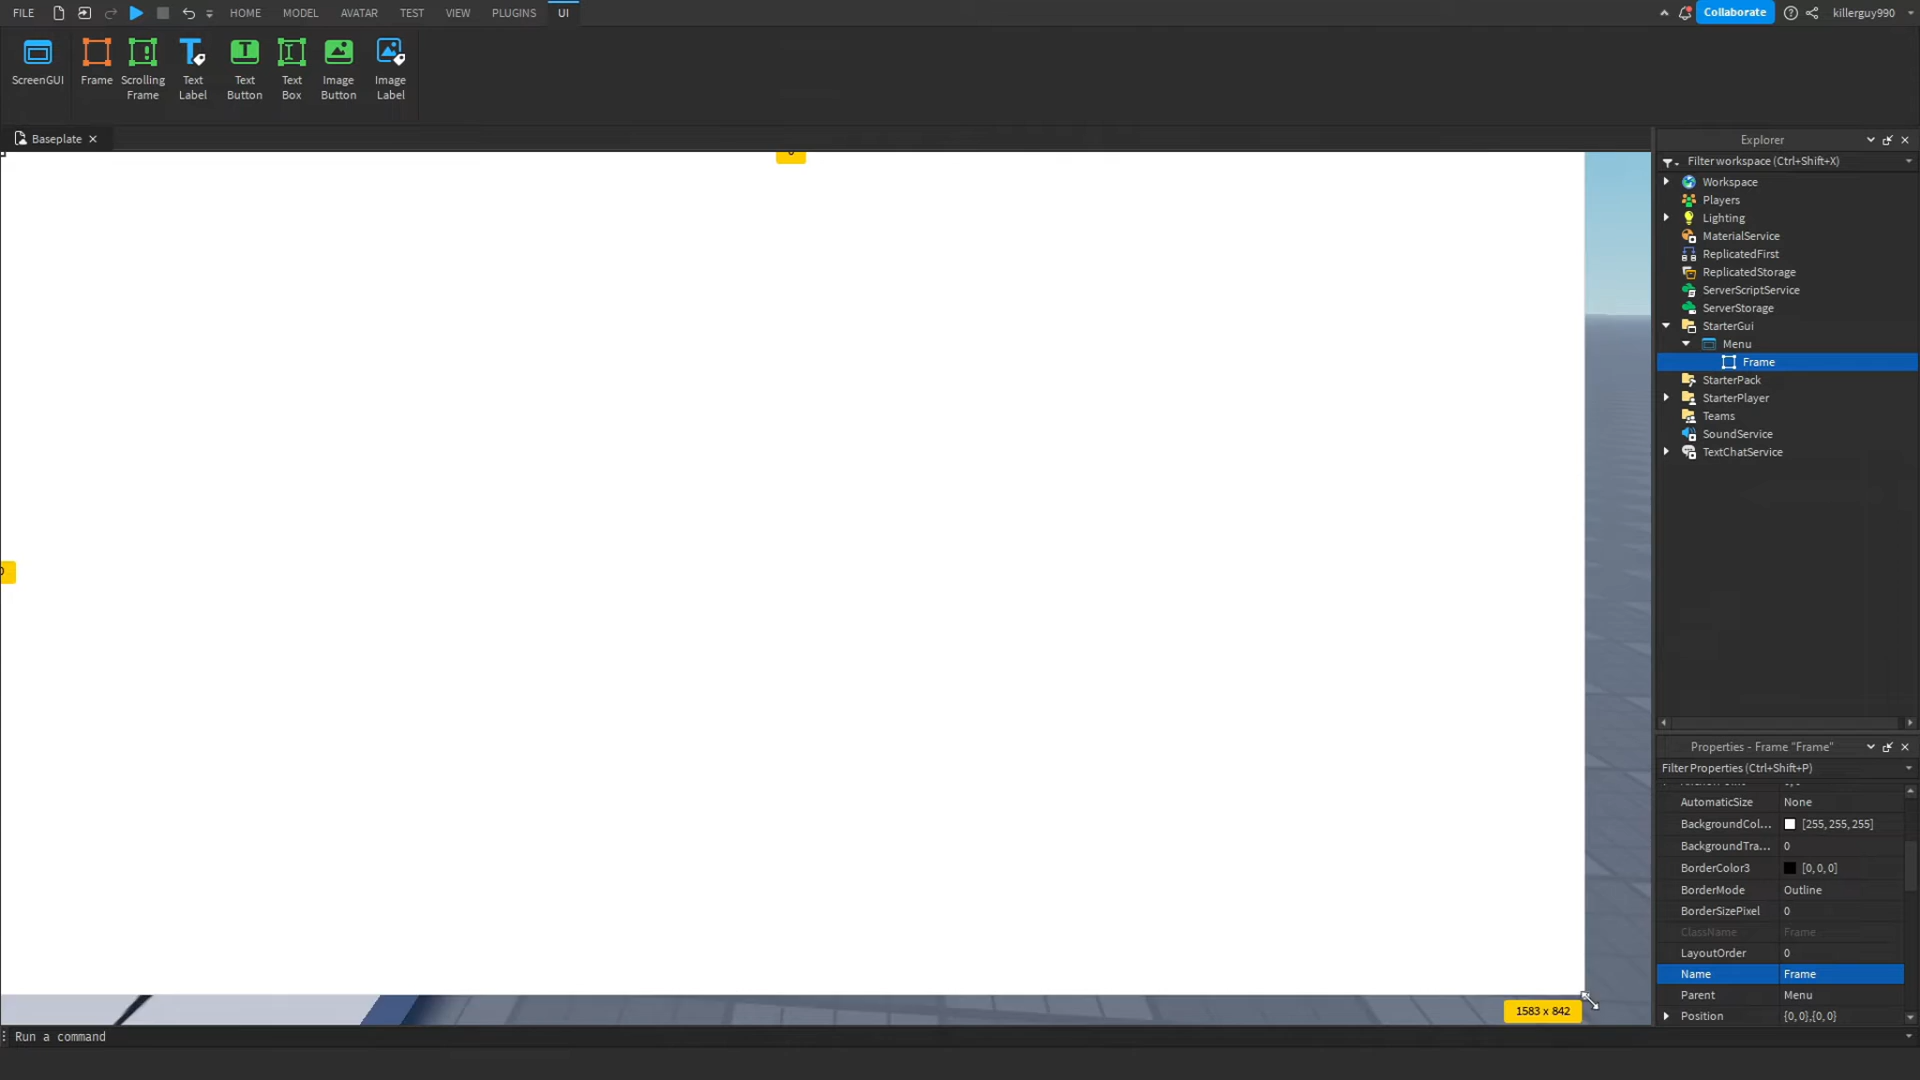 FILE HOME MODEL AVATAR TEST VIEW PLUGINS UI Collaborate killerguy990
ScreenGUI Frame Scrolling Frame Text Label Text Button Text Box Image Button Image Label
Baseplate
Explorer
Filter workspace (Ctrl+Shift+X)
Workspace
Players
Lighting
MaterialService
ReplicatedFirst
ReplicatedStorage
ServerScriptService
ServerStorage
StarterGui
Menu
Frame
StarterPack
StarterPlayer
Teams
SoundService
TextChatService
Properties - Frame "Frame"
Filter Properties (Ctrl+Shift+P)
AutomaticSize None
BackgroundCol... [255, 255, 255]
BackgroundTra... 0
BorderColor3 [0, 0, 0]
BorderMode Outline
BorderSizePixel 0
ClassName Frame
LayoutOrder 0
Name Frame
Parent Menu
Position {0, 0},{0, 0}
1583 x 842
Run a command